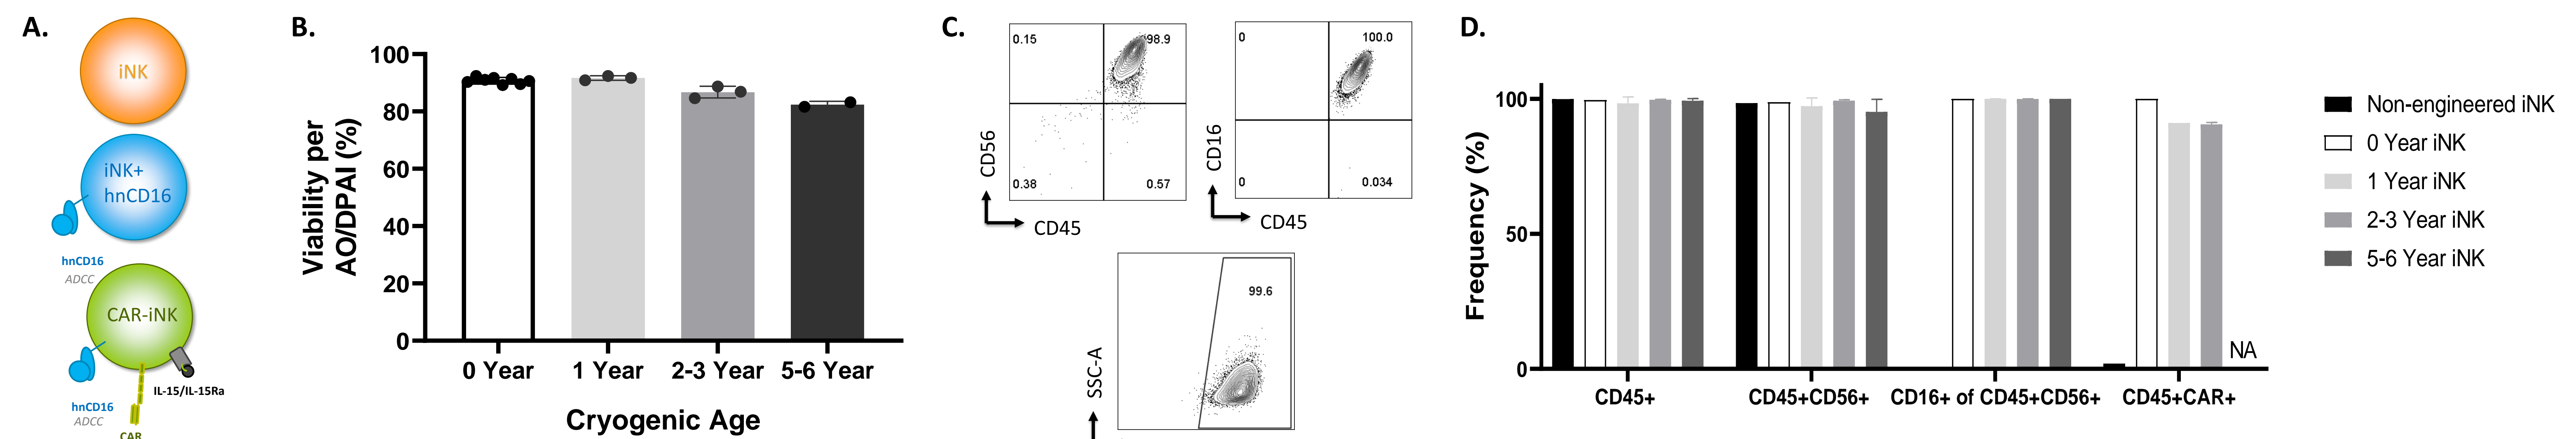 A.
iNK
iNK+
hnCD16
hnCD16
ADCC
CAR-iNK
IL-15/IL-15Ra
hnCD16
ADCC
CAR
B.
Viability per
AO/DPAI (%)
100
80
60
40
20
0
0 Year 1 Year 2-3 Year 5-6 Year
Cryogenic Age
C.
0.15 98.9
0.38 0.57
CD56
CD45
0 100.0
0 0.034
CD16
CD45
99.6
SSC-A
D.
Frequency (%)
100
50
0
NA
CD45+ CD45+CD56+ CD16+ of CD45+CD56+ CD45+CAR+
Non-engineered iNK
0 Year iNK
1 Year iNK
2-3 Year iNK
5-6 Year iNK